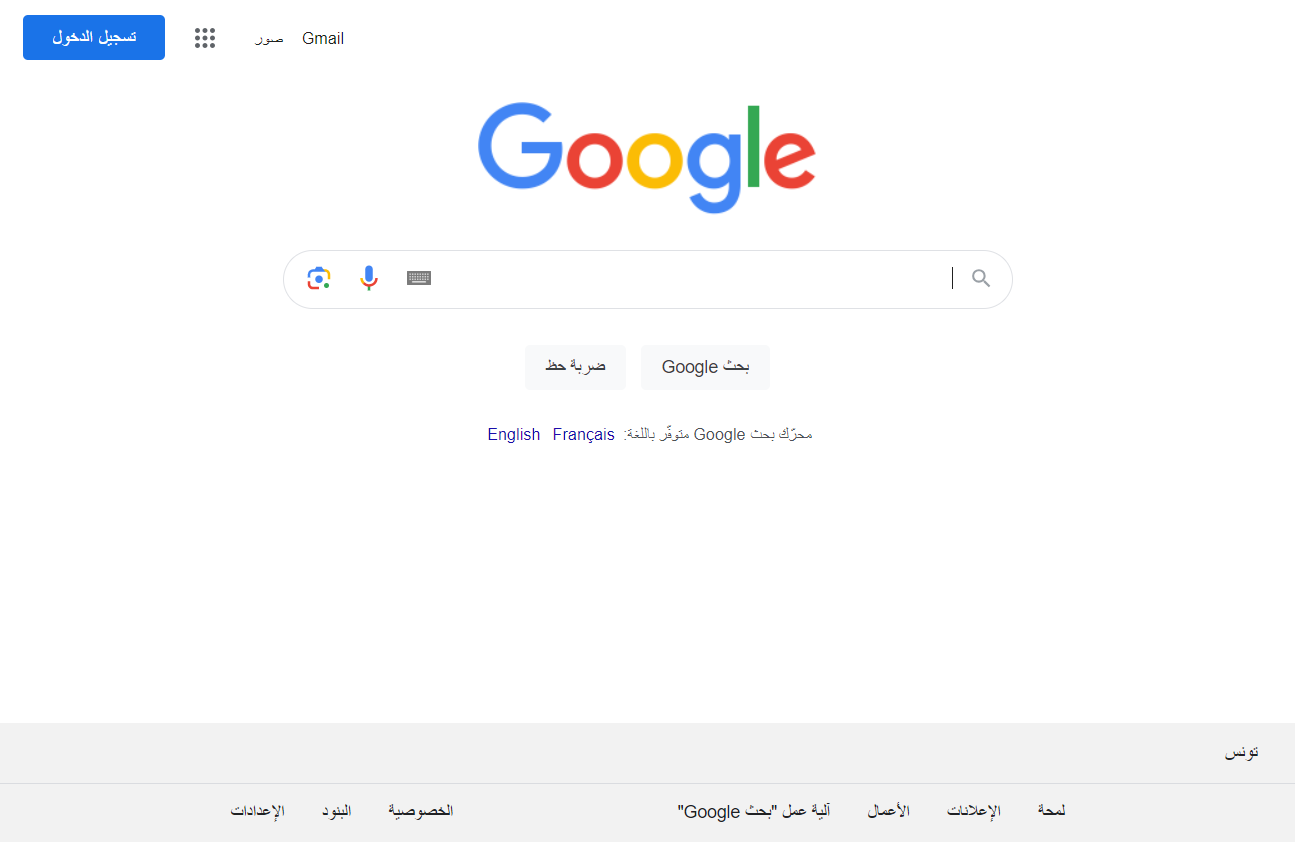 Gmail صور تسجيل الدخول
Google
بحث Google ضربة حظ
محرّك بحث Google متوفّر باللغة: Français English
تونس
لمحة الإعلانات الأعمال آلية عمل "بحث Google" الخصوصية البنود الإعدادات